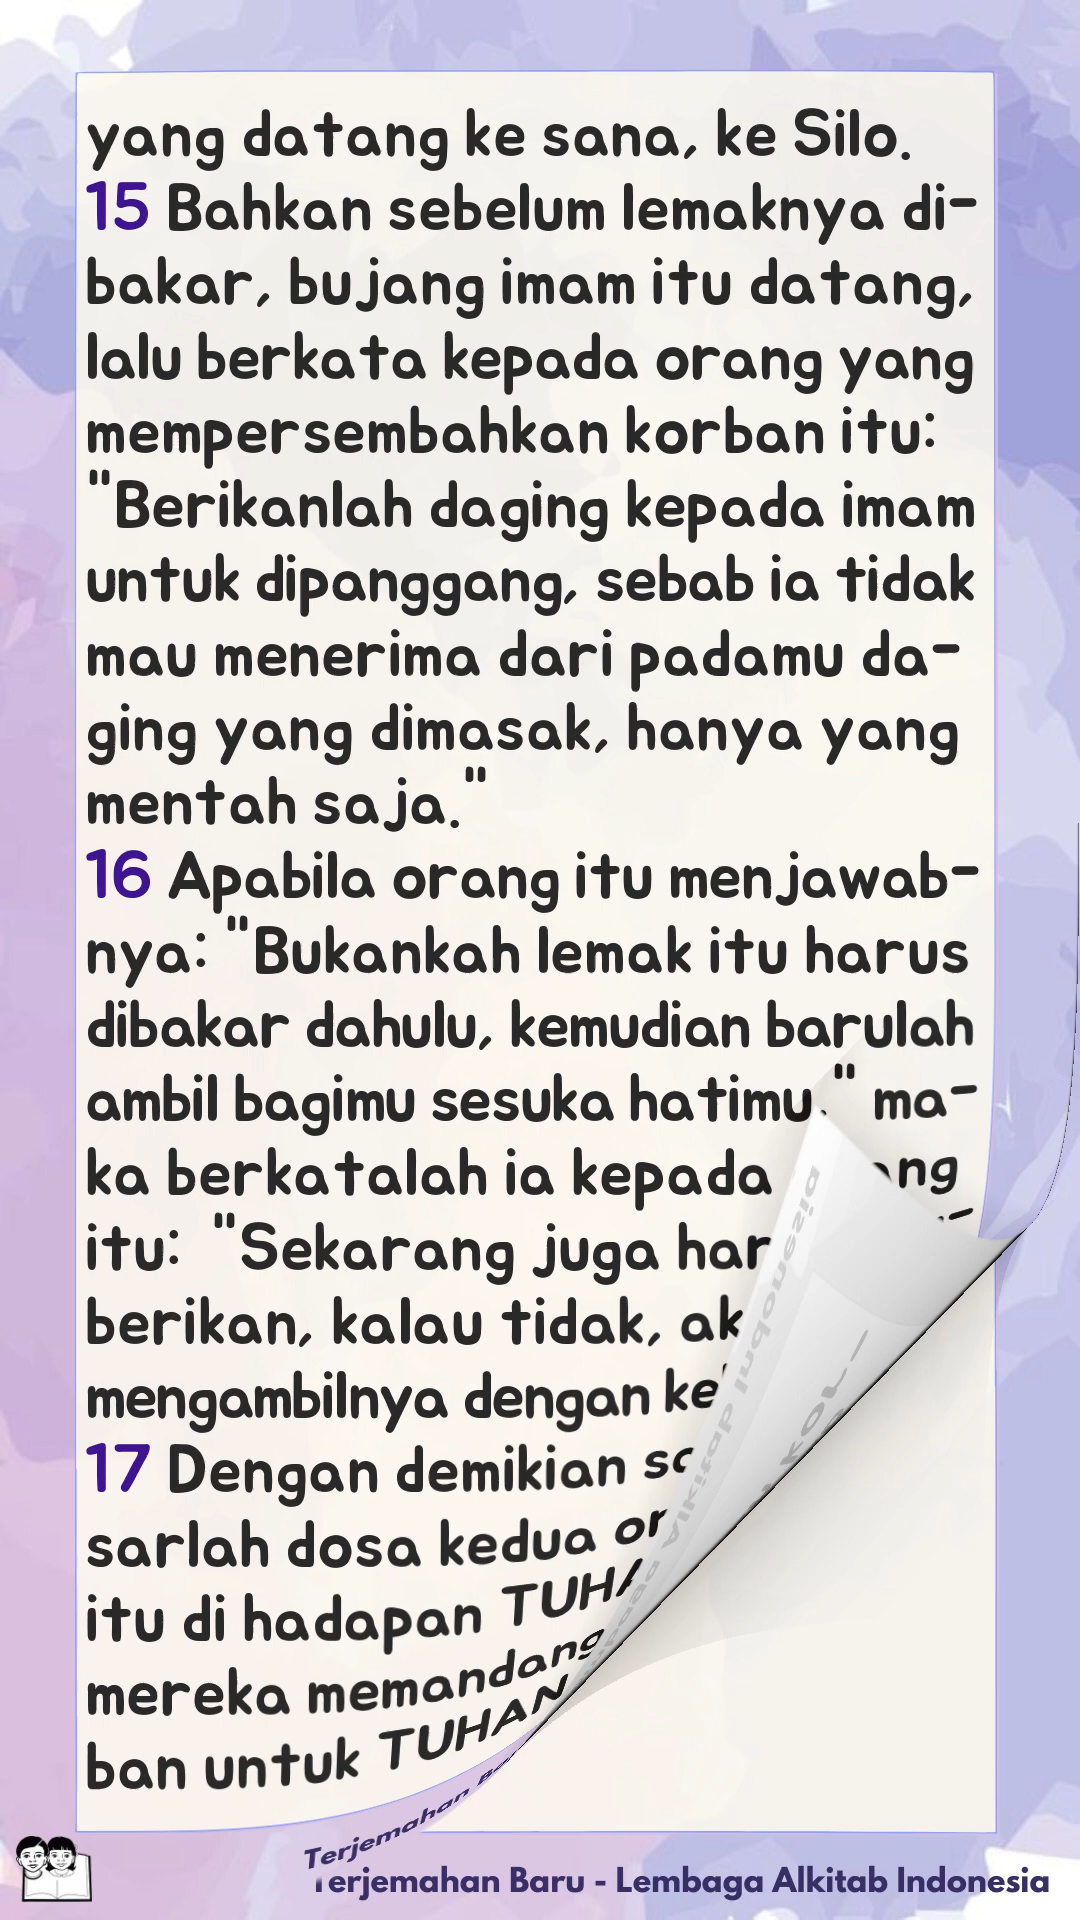 yang datang ke sana, ke Silo.
15 Bahkan sebelum lemaknya di-
bakar, bujang imam itu datang,
lalu berkata kepada orang yang
mempersembahkan korban itu:
"Berikanlah daging kepada imam
untuk dipanggang, sebab ia tidak
mau menerima dari padamu da-
ging yang dimasak, hanya yang
mentah saja."
16 Apabila orang itu menjawab-
nya: "Bukankah lemak itu harus
dibakar dahulu, kemudian barulah
ambil bagimu sesuka hatimu." ma-
ka berkatalah ia kepada
itu: "Sekarang juga
berikan, kalau tidak,
mengambilnya dengan
17 Dengan demikian
sarlah dosa kedua
itu di hadapan
mereka memandang
ban untuk TUHAN
Terjemahan
Terjemahan Baru - Lembaga Alkitab Indonesia